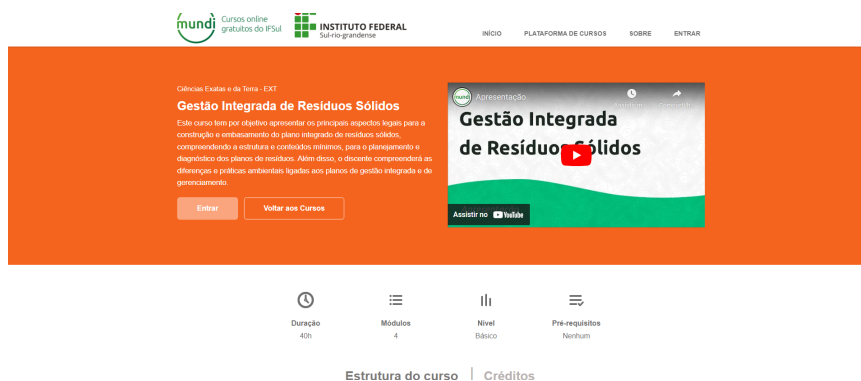 mundi Cursos online
gratuitos do IFSul
INSTITUTO FEDERAL
Sul-rio-grandense
INÍCIO PLATAFORMA DE CURSOS SOBRE ENTRAR
Ciências Exatas e da Terra - EXT
Gestão Integrada de Resíduos Sólidos
Este curso tem por objetivo apresentar os principais aspectos legais para a
construção e embasamento do plano integrado de resíduos sólidos,
compreendendo a estrutura e conteúdos mínimos, para o planejamento e
diagnóstico dos planos de resíduos. Além disso, o discente compreenderá as
diferenças e práticas ambientais ligadas aos planos de gestão integrada e de
gerenciamento.
Entrar Voltar aos Cursos
mundi Apresentação
Gestão Integrada
de Resíduos Sólidos
Assistir no YouTube
Duração Módulos Nível Pré-requisitos
40h 4 Básico Nenhum
Estrutura do curso Créditos